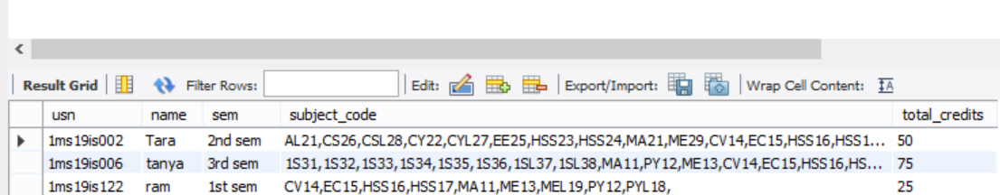 Result Grid Filter Rows: Edit: Export/Import: Wrap Cell Content:
usn name sem subject_code total_credits
1ms19is002 Tara 2nd sem AL21,CS26,CSL28,CY22,CYL27,EE25,HSS23,HSS24,MA21,ME29,CV14,EC15,HSS16,HSS1... 50
1ms19is006 tanya 3rd sem 1S31,1S32,1S33,1S34,1S35,1S36,1SL37,1SL38,MA11,PY12,ME13,CV14,EC15,HSS16,HS... 75
1ms19is122 ram 1st sem CV14,EC15,HSS16,HSS17,MA11,ME13,MEL19,PY12,PYL18, 25